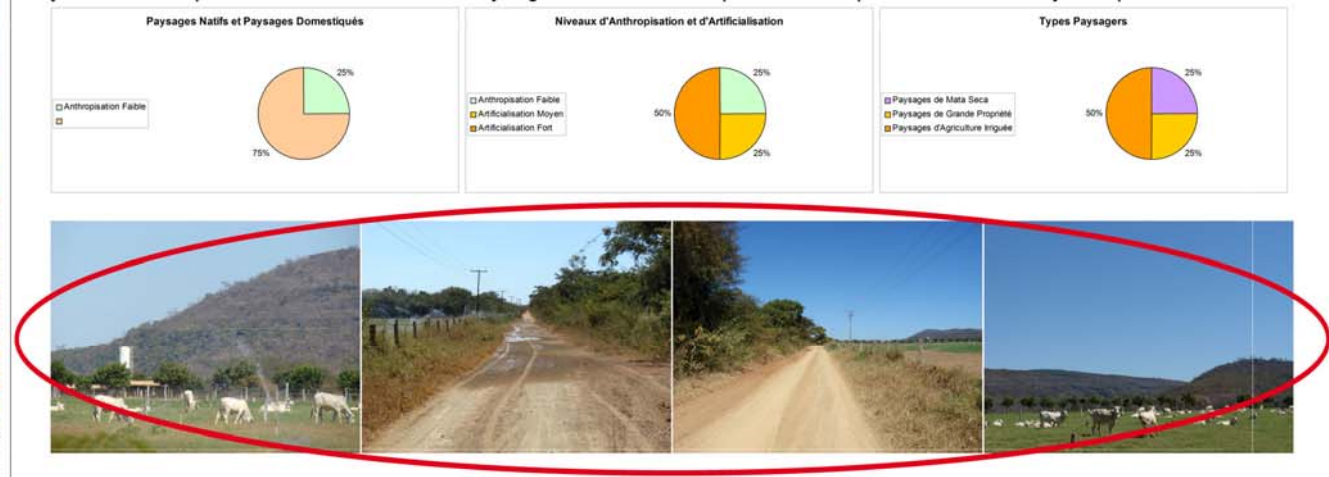 Paysages Natifs et Paysages Domestiqués
25%
Anthropisation Faible
75%
Niveaux d'Anthropisation et d'Artificialisation
25%
Anthropisation Faible
Artificialisation Moyen
Artificialisation Fort
50%
25%
Types Paysagers
25%
Paysages de Mata Seca
Paysages de Grande Propriété
Paysages d'Agriculture Irriguée
50%
25%